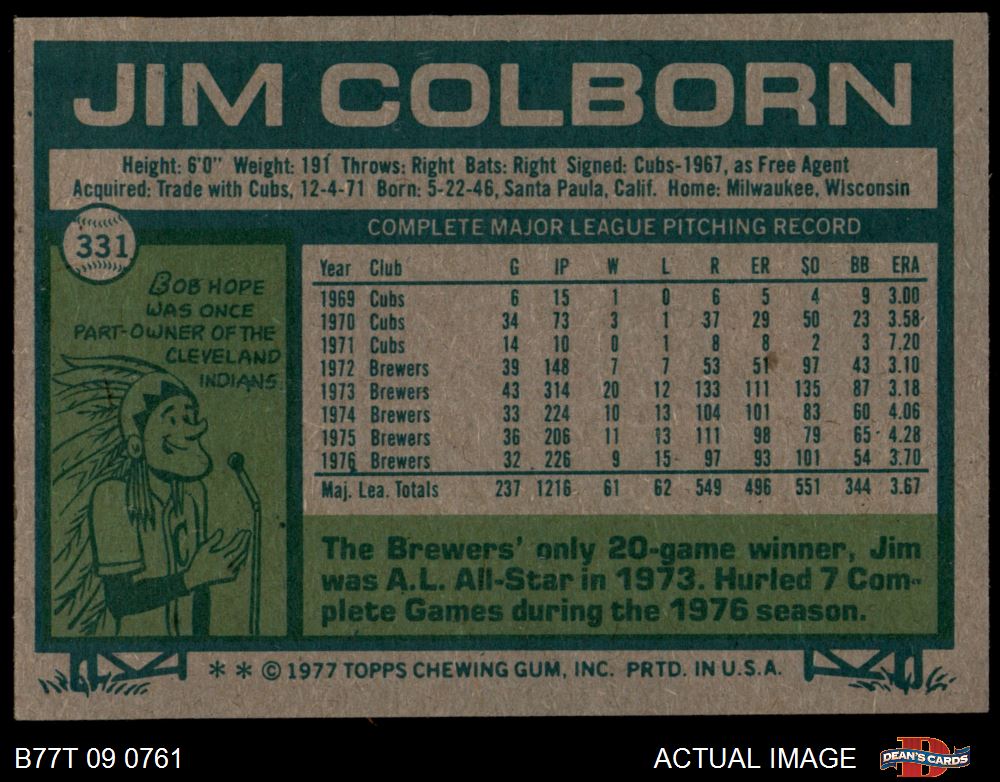 JIM COLBORN
Height: 6'0" Weight: 191 Throws: Right Bats: Right Signed: Cubs-1967, as Free Agent
Acquired: Trade with Cubs, 12-4-71 Born: 5-22-46, Santa Paula, Calif. Home: Milwaukee, Wisconsin
331
BOB HOPE
WAS ONCE
PART-OWNER OF THE
CLEVELAND
INDIANS
C
COMPLETE MAJOR LEAGUE PITCHING RECORD
Year Club G IP W L R ER SO BB ERA
1969 Cubs 6 15 1 0 6 5 4 9 3.00
1970 Cubs 34 73 3 1 37 29 50 23 3.58
1971 Cubs 14 10 0 1 8 8 2 3 7.20
1972 Brewers 39 148 7 7 53 51 97 43 3.10
1973 Brewers 43 314 20 12 133 111 135 87 3.18
1974 Brewers 33 224 10 13 104 101 83 60 4.06
1975 Brewers 36 206 11 13 111 98 79 65 4.28
1976 Brewers 32 226 9 15 97 93 101 54 3.70
Maj. Lea. Totals 237 1216 61 62 549 496 551 344 3.67
The Brewers' only 20-game winner, Jim
was A.L. All-Star in 1973. Hurled 7 Com-
plete Games during the 1976 season.
* * © 1977 TOPPS CHEWING GUM, INC. PRTD. IN U.S.A.
B77T 09 0761
ACTUAL IMAGE
D
DEAN'S CARDS